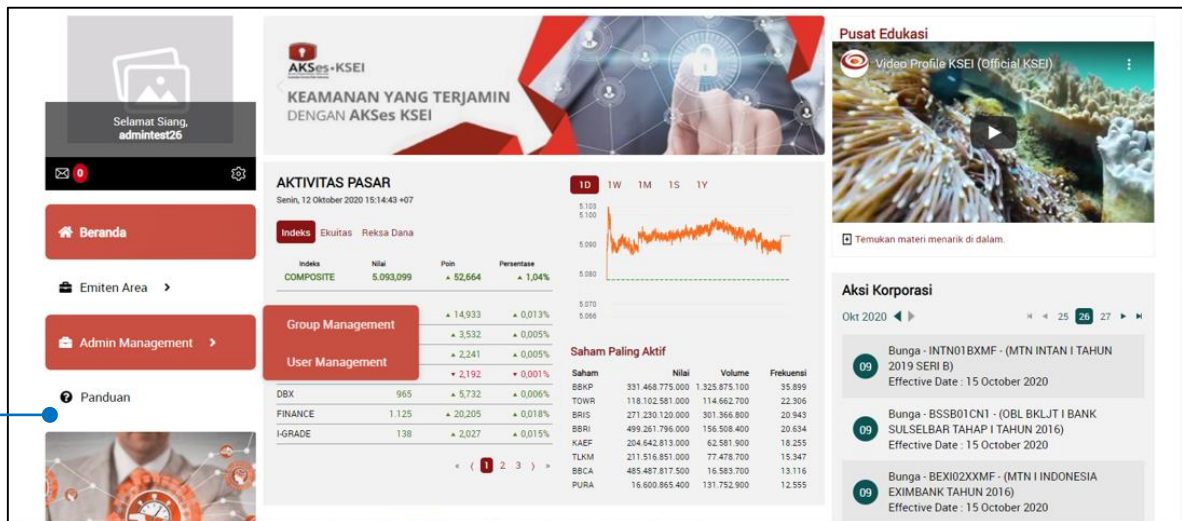 Selamat Siang,
admintest26
0
Beranda
Emiten Area
Admin Management
Group Management
User Management
Panduan
AKSes•KSEI
KEAMANAN YANG TERJAMIN
DENGAN AKSes KSEI
AKTIVITAS PASAR
Senin, 12 Oktober 2020 15:14:43 +07
Indeks Ekuitas Reksa Dana
Indeks Nilai Poin Persentase
COMPOSITE 5.093,099 ▲ 52,664 ▲ 1,04%
▲ 14,933 ▲ 0,013%
▲ 3,532 ▲ 0,005%
▲ 2,241 ▲ 0,005%
▼ 2,192 ▼ 0,001%
DBX 965 ▲ 5,732 ▲ 0,006%
FINANCE 1.125 ▲ 20,205 ▲ 0,018%
I-GRADE 138 ▲ 2,027 ▲ 0,015%
« ⟨ 1 2 3 ⟩ »
1D 1W 1M 1S 1Y
5.103
5.100
5.090
5.080
5.070
5.066
Saham Paling Aktif
Saham Nilai Volume Frekuensi
BBKP 331.468.775.000 1.325.875.100 35.899
TOWR 118.102.581.000 114.662.700 22.306
BRIS 271.230.120.000 301.366.800 20.943
BBRI 499.261.796.000 156.508.400 20.634
KAEF 204.642.813.000 62.581.900 18.255
TLKM 211.516.851.000 77.478.700 15.347
BBCA 485.487.817.500 16.583.700 13.116
PURA 16.600.865.400 131.752.900 12.555
Pusat Edukasi
Video Profile KSEI (Official KSEI)
Temukan materi menarik di dalam.
Aksi Korporasi
Okt 2020 25 26 27
09
Bunga - INTN01BXMF - (MTN INTAN I TAHUN
2019 SERI B)
Effective Date : 15 October 2020
09
Bunga - BSSB01CN1 - (OBL BKLJT I BANK
SULSELBAR TAHAP I TAHUN 2016)
Effective Date : 15 October 2020
09
Bunga - BEXI02XXMF - (MTN I INDONESIA
EXIMBANK TAHUN 2016)
Effective Date : 15 October 2020